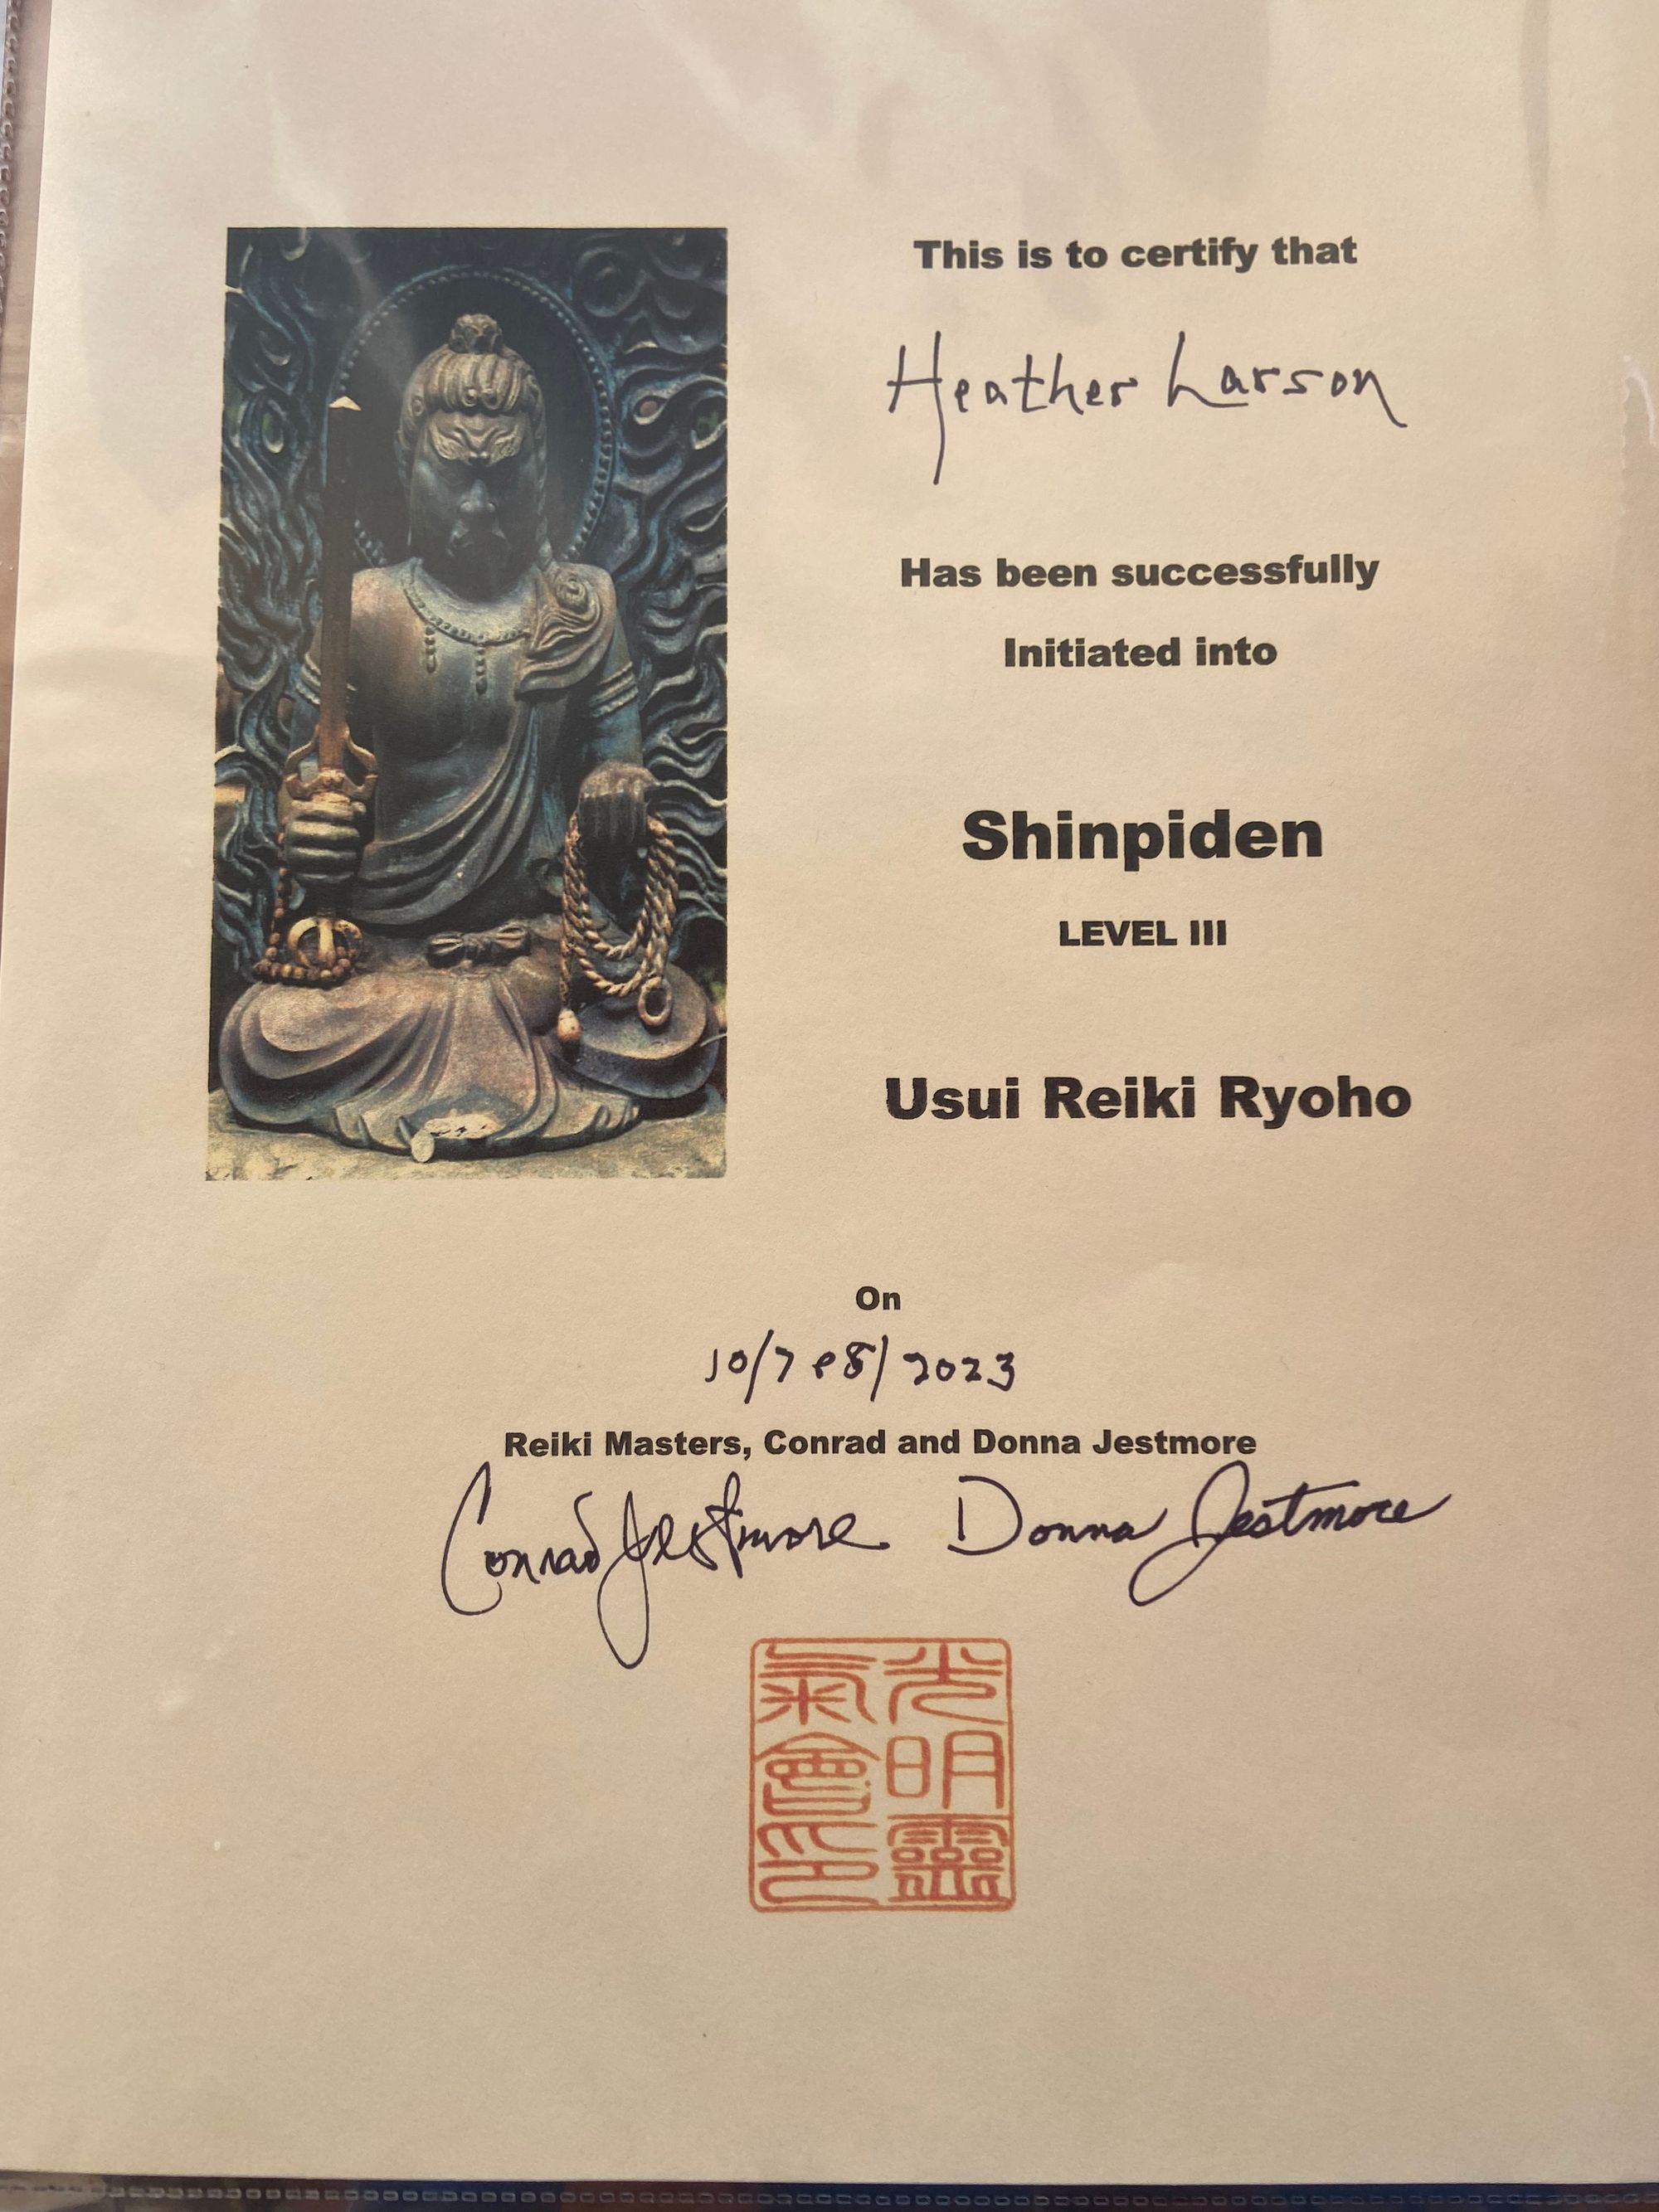 This is to certify that
Heather Larson
Has been successfully
Initiated into
Shinpiden
LEVEL III
Usui Reiki Ryoho
On
10/7 & 8/2023
Reiki Masters, Conrad and Donna Jestmore
Conrad Jestmore Donna Jestmore
光明靈
氣會印